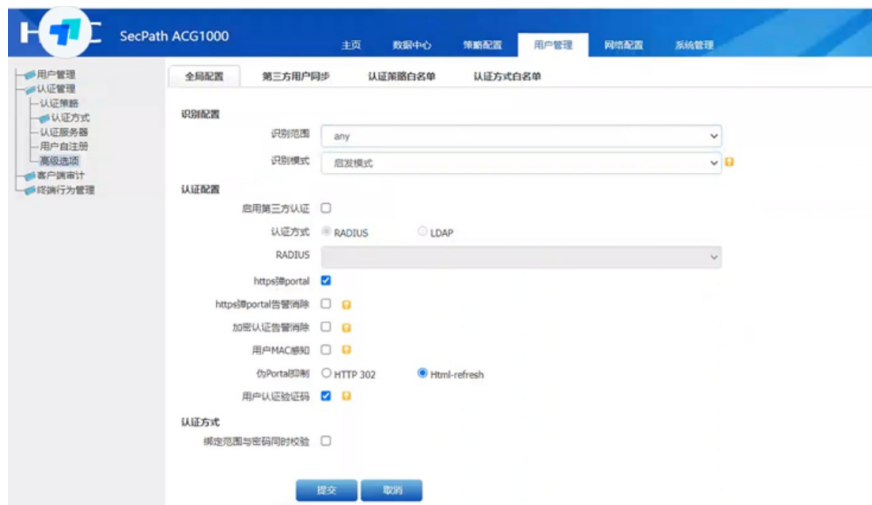 SecPath ACG1000
主页 数据中心 策略配置 用户管理 网络配置 系统管理
用户管理
认证管理
认证策略
认证方式
认证服务器
用户自注册
高级选项
客户端审计
终端行为管理
全局配置 第三方用户同步 认证策略白名单 认证方式白名单
识别配置
识别范围 any
识别模式 启发模式
认证配置
启用第三方认证
认证方式 RADIUS LDAP
RADIUS
https弹portal
https弹portal告警消除
加密认证告警消除
用户MAC感知
伪Portal抑制 HTTP 302 Html-refresh
用户认证验证码
认证方式
绑定范围与密码同时校验
提交 取消